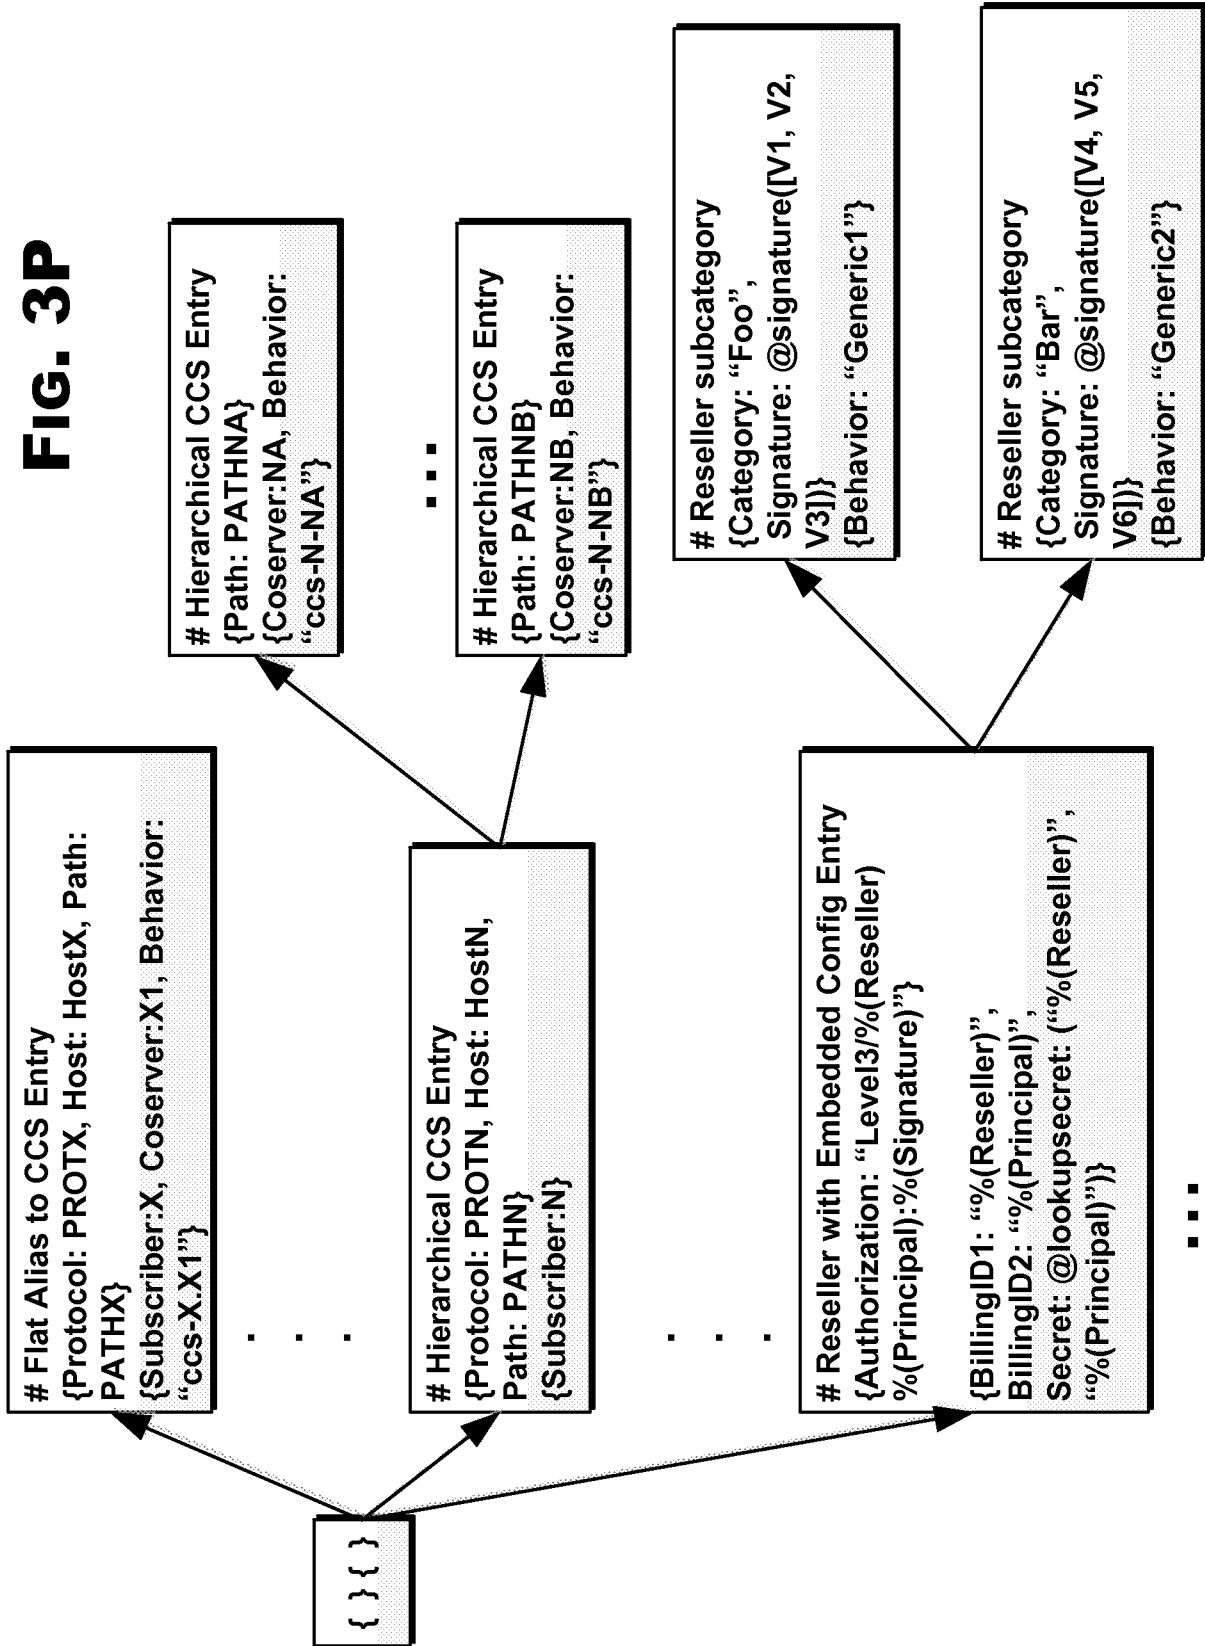 FIG. 3P
{ } { }
# Flat Alias to CCS Entry
{Protocol: PROTX, Host: HostX, Path:
PATHX}
{Subscriber:X, Coserver:X1, Behavior:
“ccs-X.X1”}
. . .
# Hierarchical CCS Entry
{Protocol: PROTN, Host: HostN,
Path: PATHN}
{Subscriber:N}
. . .
# Reseller with Embedded Config Entry
{Authorization: “Level3/%(Reseller)
%(Principal):%(Signature)”}
{BillingID1: “%(Reseller)”,
BillingID2: “%(Principal)”,
Secret: @lookupsecret: (“%(Reseller)”,
“%(Principal)”)}
...
# Hierarchical CCS Entry
{Path: PATHNA}
{Coserver:NA, Behavior:
“ccs-N-NA”}
...
# Hierarchical CCS Entry
{Path: PATHNB}
{Coserver:NB, Behavior:
“ccs-N-NB”}
# Reseller subcategory
{Category: “Foo”,
Signature: @signature([V1, V2,
V3])}
{Behavior: “Generic1”}
# Reseller subcategory
{Category: “Bar”,
Signature: @signature([V4, V5,
V6])}
{Behavior: “Generic2”}